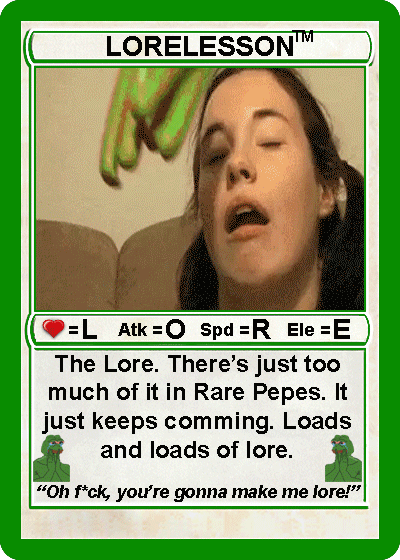 LORELESSON™
❤=L Atk =O Spd =R Ele =E
The Lore. There's just too
much of it in Rare Pepes. It
just keeps comming. Loads
and loads of lore.
“Oh f*ck, you're gonna make me lore!”